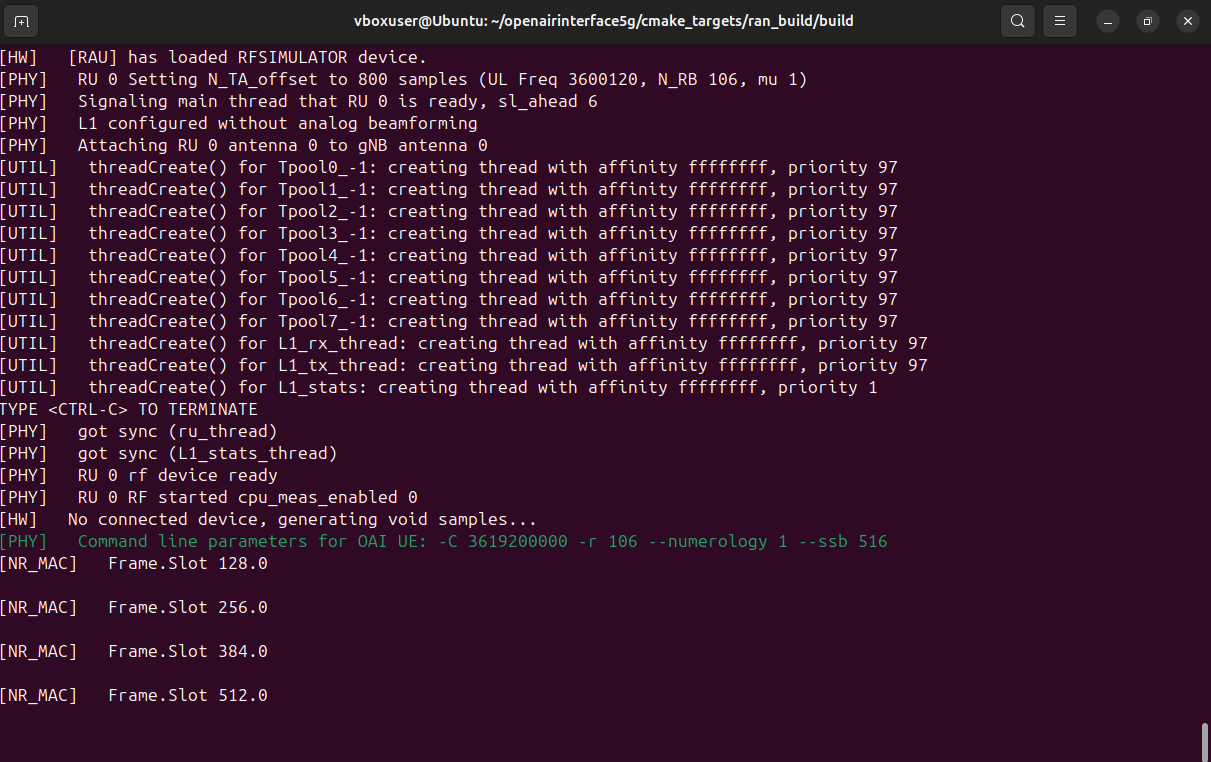 vboxuser@Ubuntu: ~/openairinterface5g/cmake_targets/ran_build/build
[HW]   [RAU] has loaded RFSIMULATOR device.
[PHY]   RU 0 Setting N_TA_offset to 800 samples (UL Freq 3600120, N_RB 106, mu 1)
[PHY]   Signaling main thread that RU 0 is ready, sl_ahead 6
[PHY]   L1 configured without analog beamforming
[PHY]   Attaching RU 0 antenna 0 to gNB antenna 0
[UTIL]   threadCreate() for Tpool0_-1: creating thread with affinity ffffffff, priority 97
[UTIL]   threadCreate() for Tpool1_-1: creating thread with affinity ffffffff, priority 97
[UTIL]   threadCreate() for Tpool2_-1: creating thread with affinity ffffffff, priority 97
[UTIL]   threadCreate() for Tpool3_-1: creating thread with affinity ffffffff, priority 97
[UTIL]   threadCreate() for Tpool4_-1: creating thread with affinity ffffffff, priority 97
[UTIL]   threadCreate() for Tpool5_-1: creating thread with affinity ffffffff, priority 97
[UTIL]   threadCreate() for Tpool6_-1: creating thread with affinity ffffffff, priority 97
[UTIL]   threadCreate() for Tpool7_-1: creating thread with affinity ffffffff, priority 97
[UTIL]   threadCreate() for L1_rx_thread: creating thread with affinity ffffffff, priority 97
[UTIL]   threadCreate() for L1_tx_thread: creating thread with affinity ffffffff, priority 97
[UTIL]   threadCreate() for L1_stats: creating thread with affinity ffffffff, priority 1
TYPE <CTRL-C> TO TERMINATE
[PHY]   got sync (ru_thread)
[PHY]   got sync (L1_stats_thread)
[PHY]   RU 0 rf device ready
[PHY]   RU 0 RF started cpu_meas_enabled 0
[HW]   No connected device, generating void samples...
[PHY]   Command line parameters for OAI UE: -C 3619200000 -r 106 --numerology 1 --ssb 516
[NR_MAC]   Frame.Slot 128.0
[NR_MAC]   Frame.Slot 256.0
[NR_MAC]   Frame.Slot 384.0
[NR_MAC]   Frame.Slot 512.0